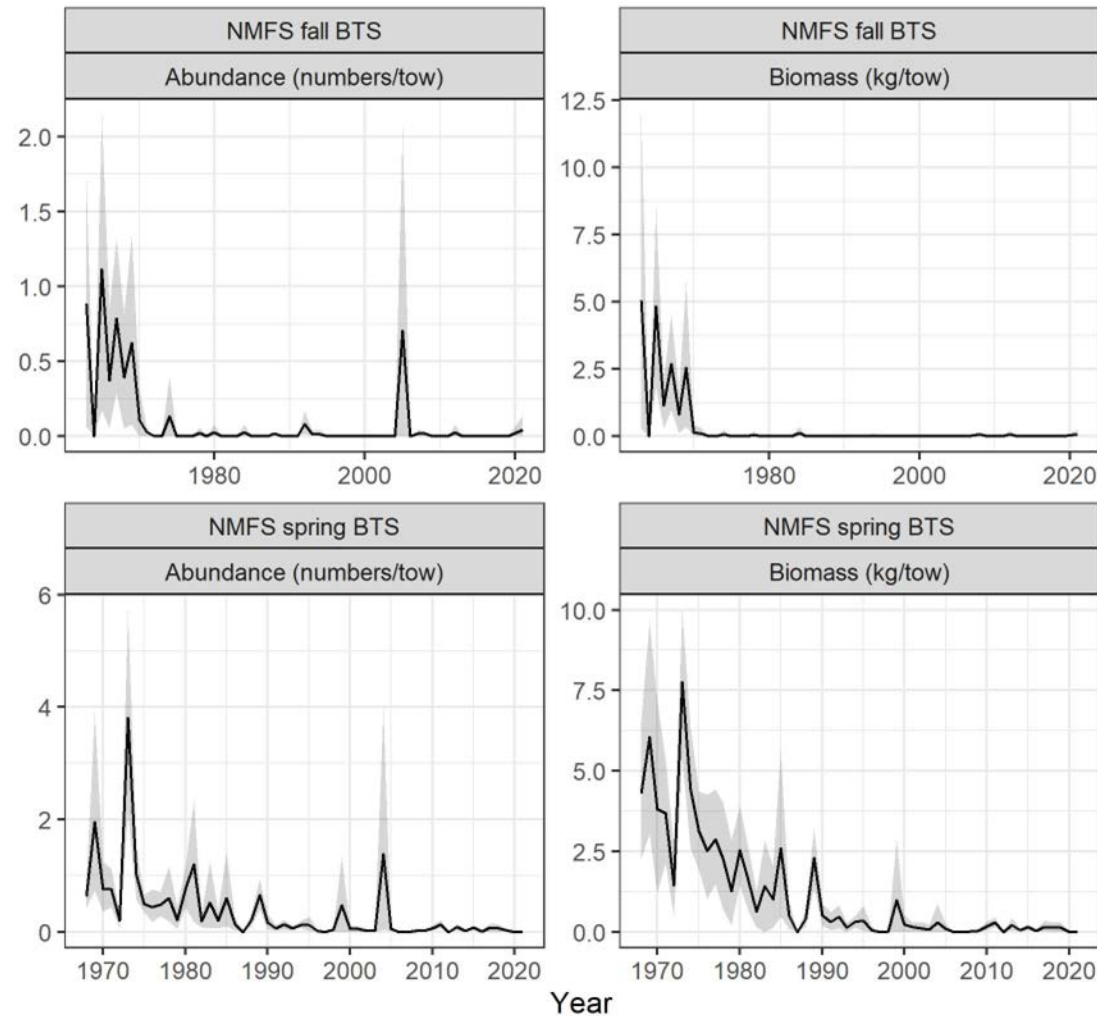 NMFS fall BTS
Abundance (numbers/tow)
2.0
1.5
1.0
0.5
0.0
1980 2000 2020
NMFS fall BTS
Biomass (kg/tow)
12.5
10.0
7.5
5.0
2.5
0.0
1980 2000 2020
NMFS spring BTS
Abundance (numbers/tow)
6
4
2
0
1970 1980 1990 2000 2010 2020
NMFS spring BTS
Biomass (kg/tow)
10.0
7.5
5.0
2.5
0.0
1970 1980 1990 2000 2010 2020
Year